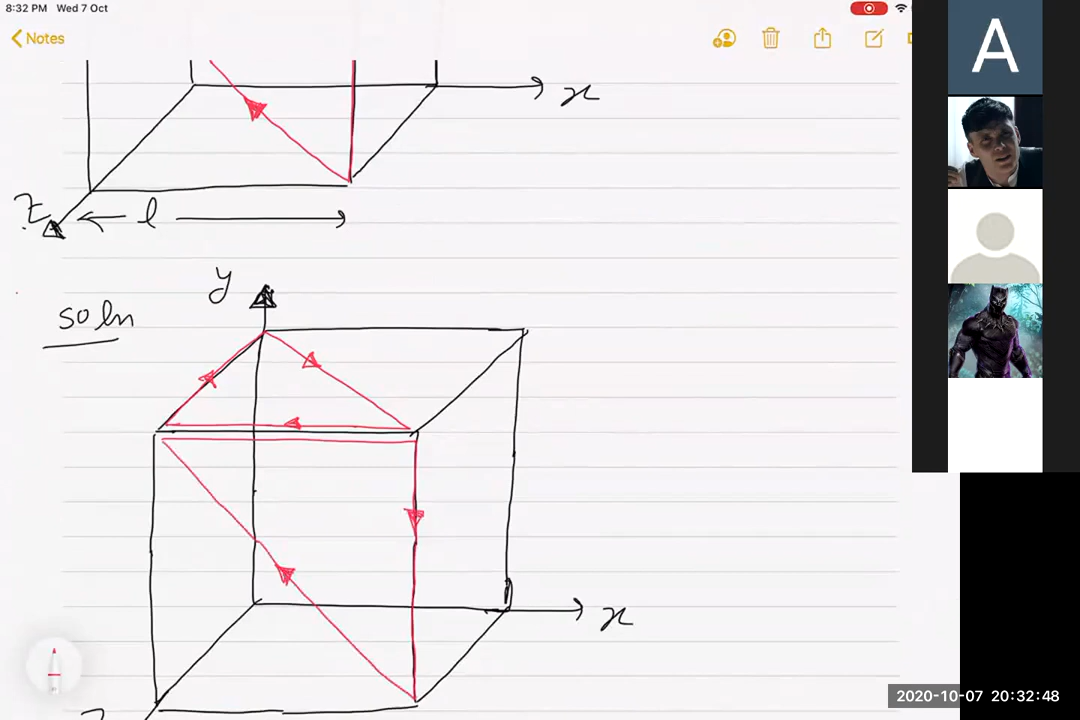 8:32 PM Wed 7 Oct
Notes
x
z
l
y
soln
x
z
A
2020-10-07 20:32:48